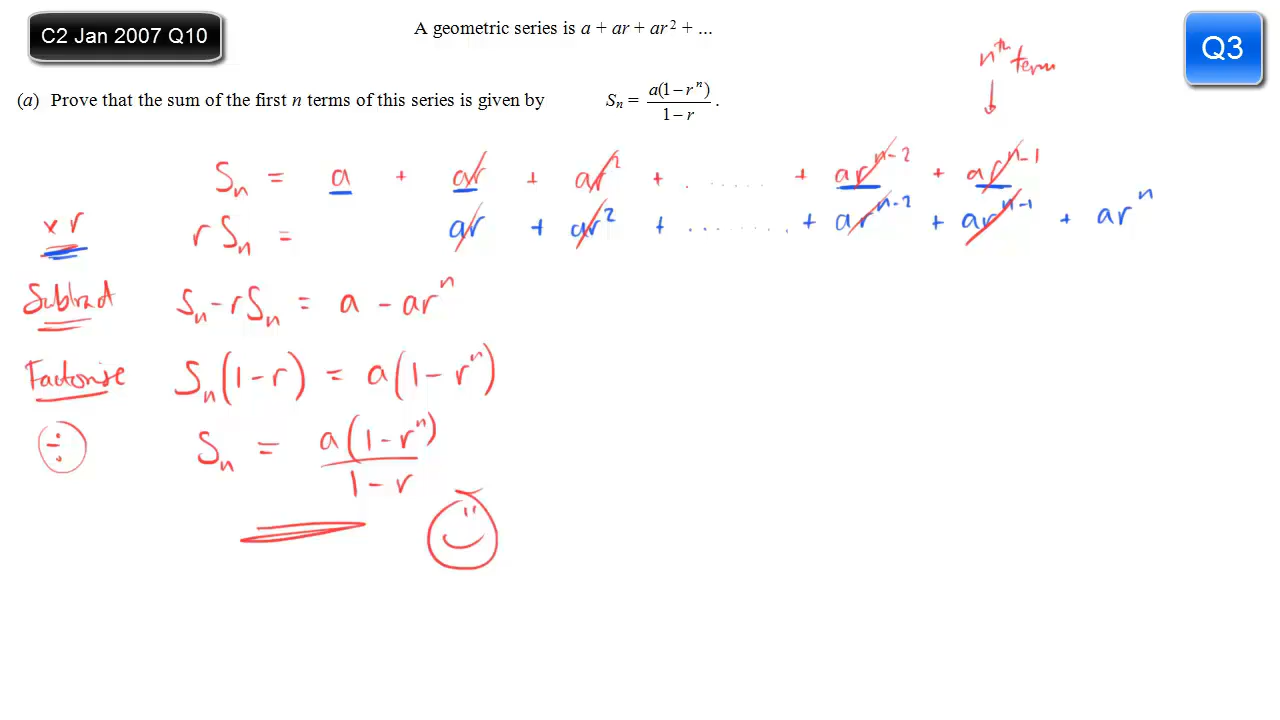 C2 Jan 2007 Q10
A geometric series is a + ar + ar² + ...
Q3
(a) Prove that the sum of the first n terms of this series is given by Sₙ = a(1 − rⁿ) / 1 − r .
nᵗʰ term
Sₙ = a + ar + ar² + ........ + arⁿ⁻² + arⁿ⁻¹
× r rSₙ = ar + ar² + ......... + arⁿ⁻² + arⁿ⁻¹ + arⁿ
Subtract Sₙ − rSₙ = a − arⁿ
Factorise Sₙ(1 − r) = a(1 − rⁿ)
÷ Sₙ = a(1 − rⁿ) / 1 − r